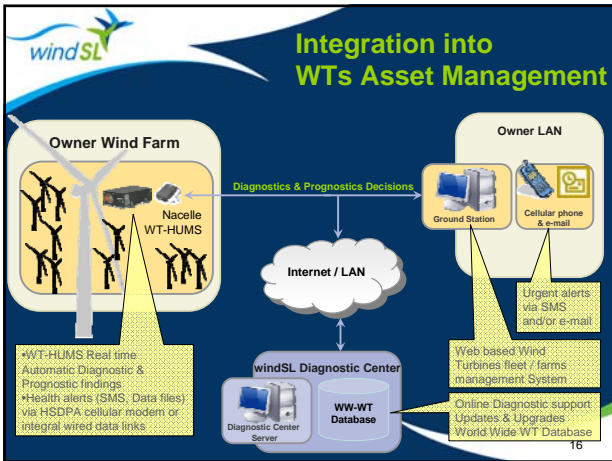 windSL
Integration into
WTs Asset Management
Owner Wind Farm
Nacelle
WT-HUMS
Diagnostics & Prognostics Decisions
Owner LAN
Ground Station
Cellular phone
& e-mail
Internet / LAN
Urgent alerts
via SMS
and/or e-mail
•WT-HUMS Real time
Automatic Diagnostic &
Prognostic findings
•Health alerts (SMS, Data files)
via HSDPA cellular modem or
integral wired data links
Web based Wind
Turbines fleet / farms
management System
windSL Diagnostic Center
Diagnostic Center
Server
WW-WT
Database
Online Diagnostic support
Updates & Upgrades
World Wide WT Database
16